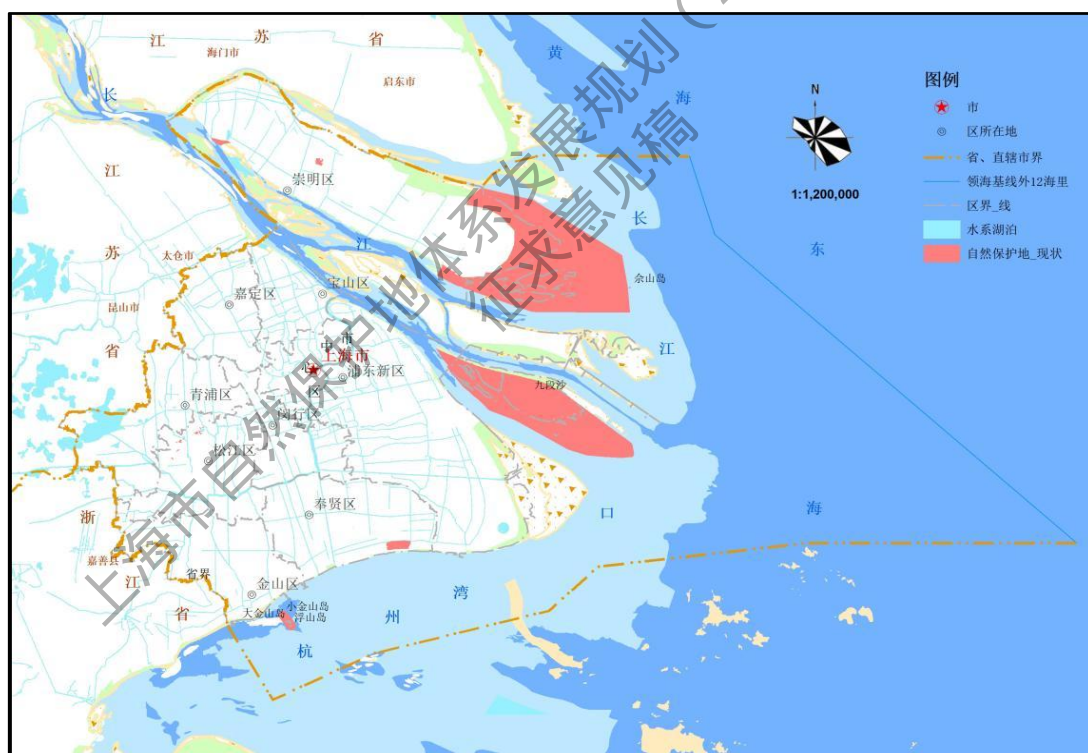 上海市自然保护地体系发展规划（
征求意见稿
江
苏
省
海门市
启东市
黄
海
长
崇明区
江
苏
省
太仓市
昆山市
嘉定区
宝山区
江
长
江
口
佘山岛
中
市
心
区
上海市
浦东新区
九段沙
青浦区
闵行区
松江区
奉贤区
东
海
浙
江
省
嘉善县
省界
金山区
大金山岛
小金山岛
浮山岛
杭
州
湾
N
1:1,200,000
图例
市
区所在地
省、直辖市界
领海基线外12海里
区界_线
水系湖泊
自然保护地_现状